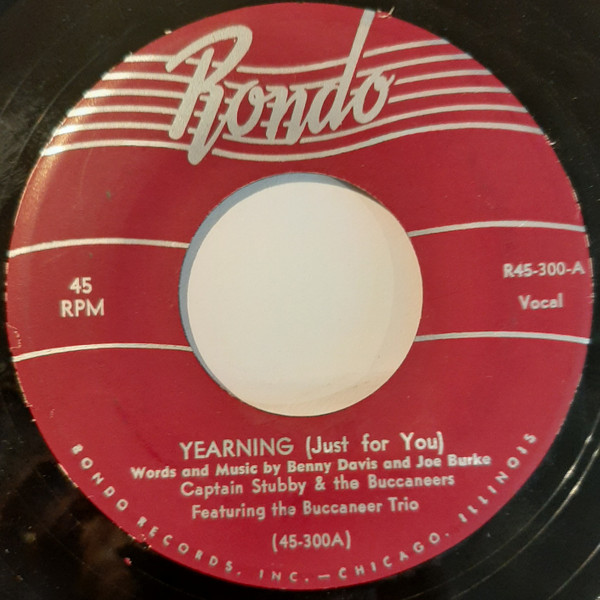 Rondo
45
RPM
R45-300-A
Vocal
YEARNING (Just for You)
Words and Music by Benny Davis and Joe Burke
Captain Stubby & the Buccaneers
Featuring the Buccaneer Trio
(45-300A)
RONDO RECORDS, INC.—CHICAGO, ILLINOIS